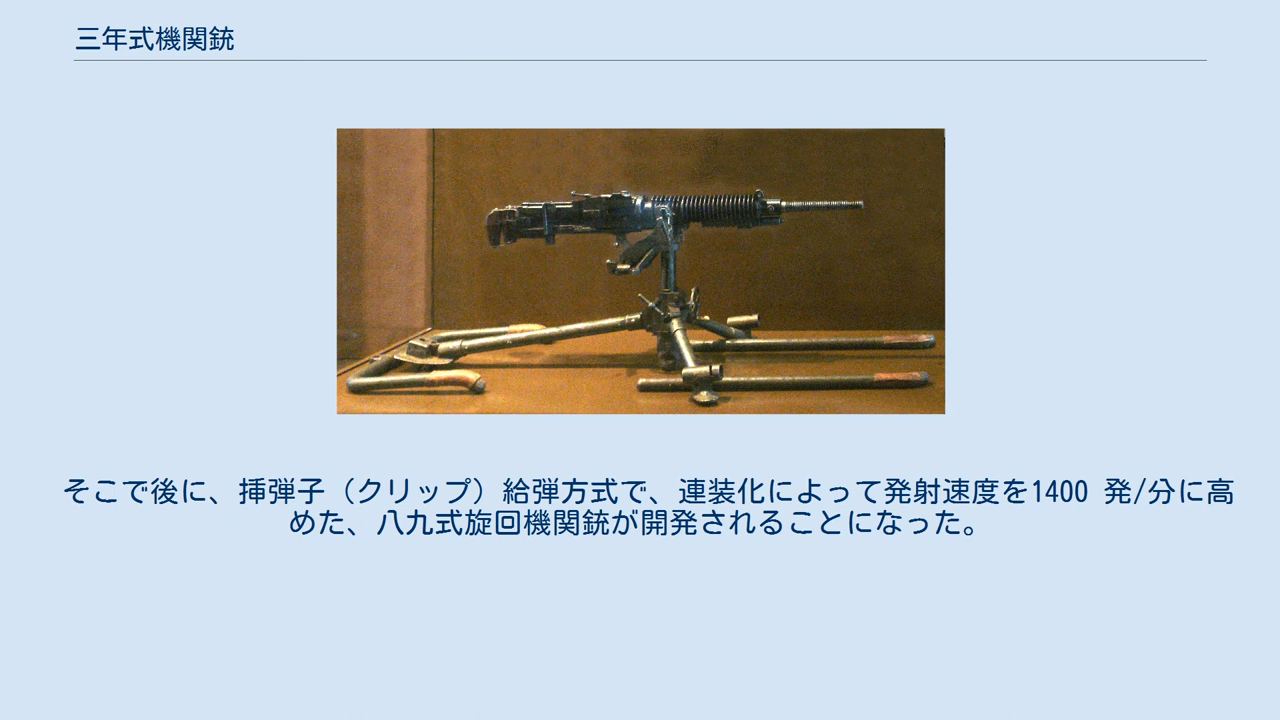 三年式機関銃
そこで後に、挿弾子（クリップ）給弾方式で、連装化によって発射速度を1400 発/分に高
めた、八九式旋回機関銃が開発されることになった。